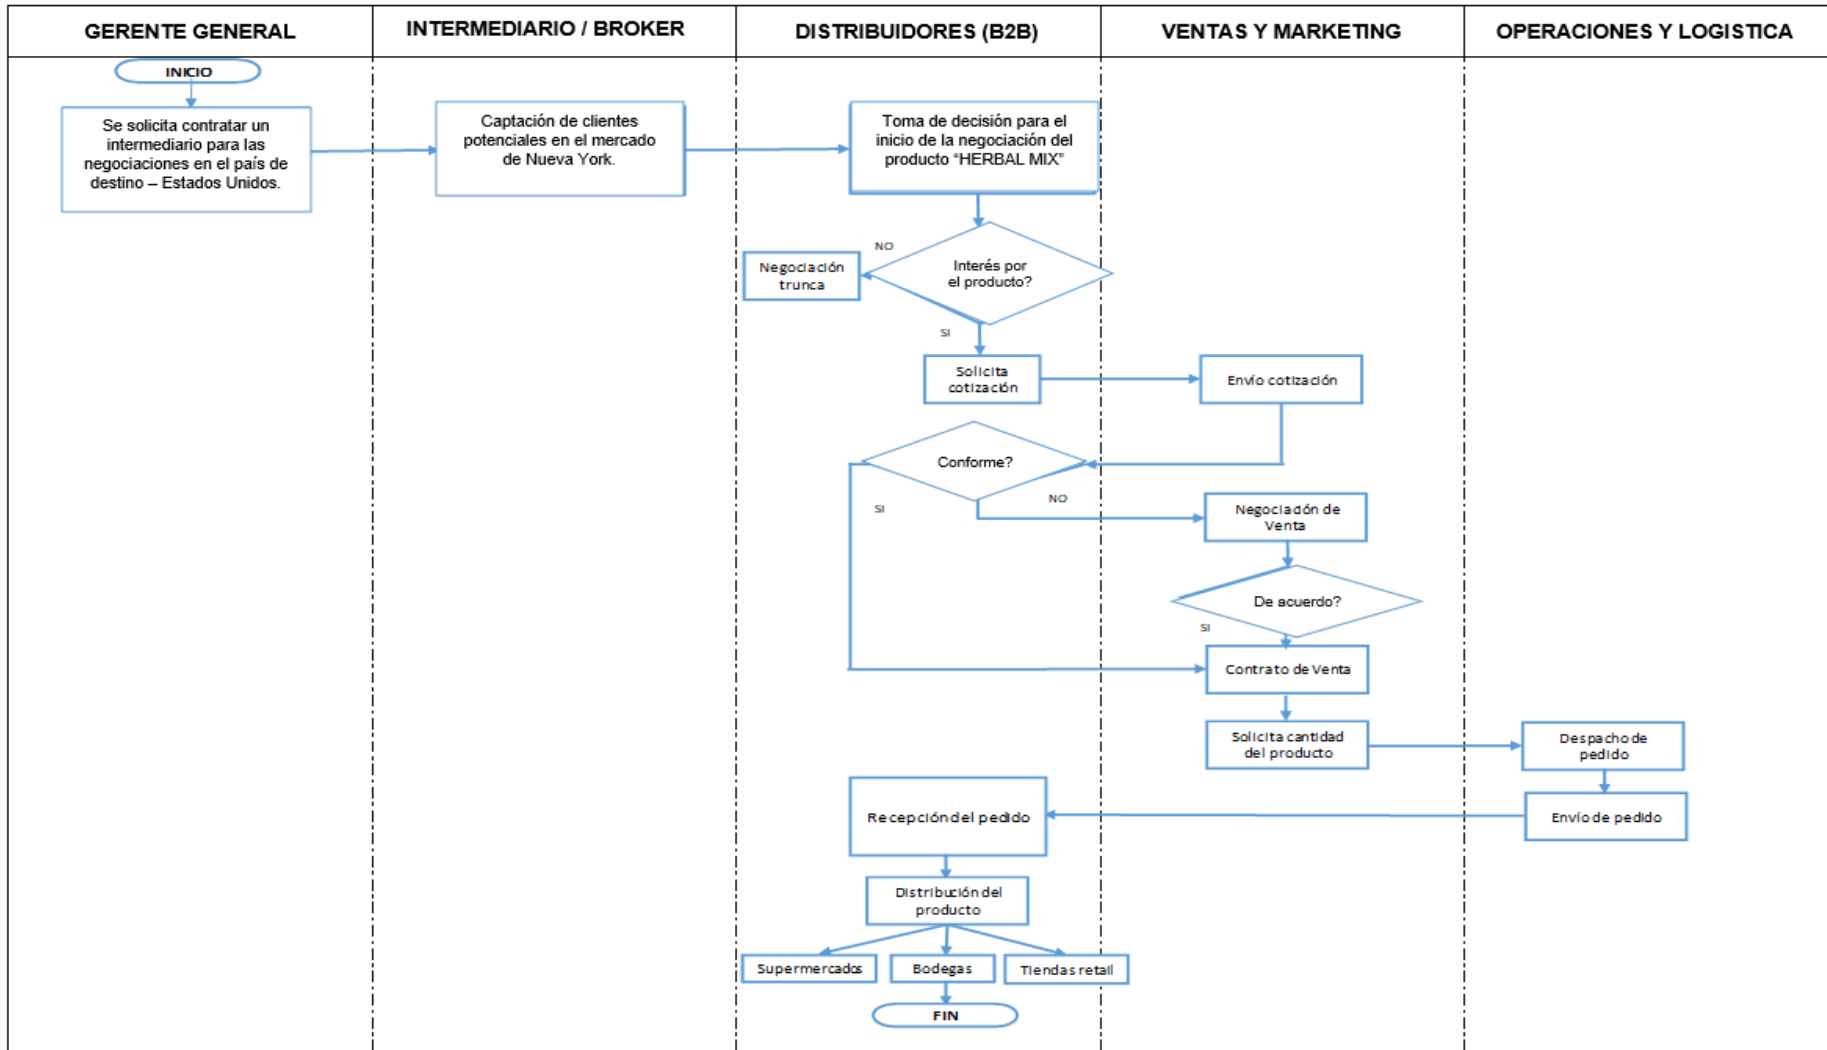 GERENTE GENERAL
INTERMEDIARIO / BROKER
DISTRIBUIDORES (B2B)
VENTAS Y MARKETING
OPERACIONES Y LOGISTICA
INICIO
Se solicita contratar un
intermediario para las
negociaciones en el país de
destino – Estados Unidos.
Captación de clientes
potenciales en el mercado
de Nueva York.
Toma de decisión para el
inicio de la negociación del
producto “HERBAL MIX”
NO
Negociación
trunca
Interés por
el producto?
SI
Solicita
cotización
Envío cotización
Conforme?
SI
NO
Negociación de
Venta
De acuerdo?
SI
Contrato de Venta
Solicita cantidad
del producto
Despacho de
pedido
Recepción del pedido
Envío de pedido
Distribución del
producto
Supermercados
Bodegas
Tiendas retail
FIN